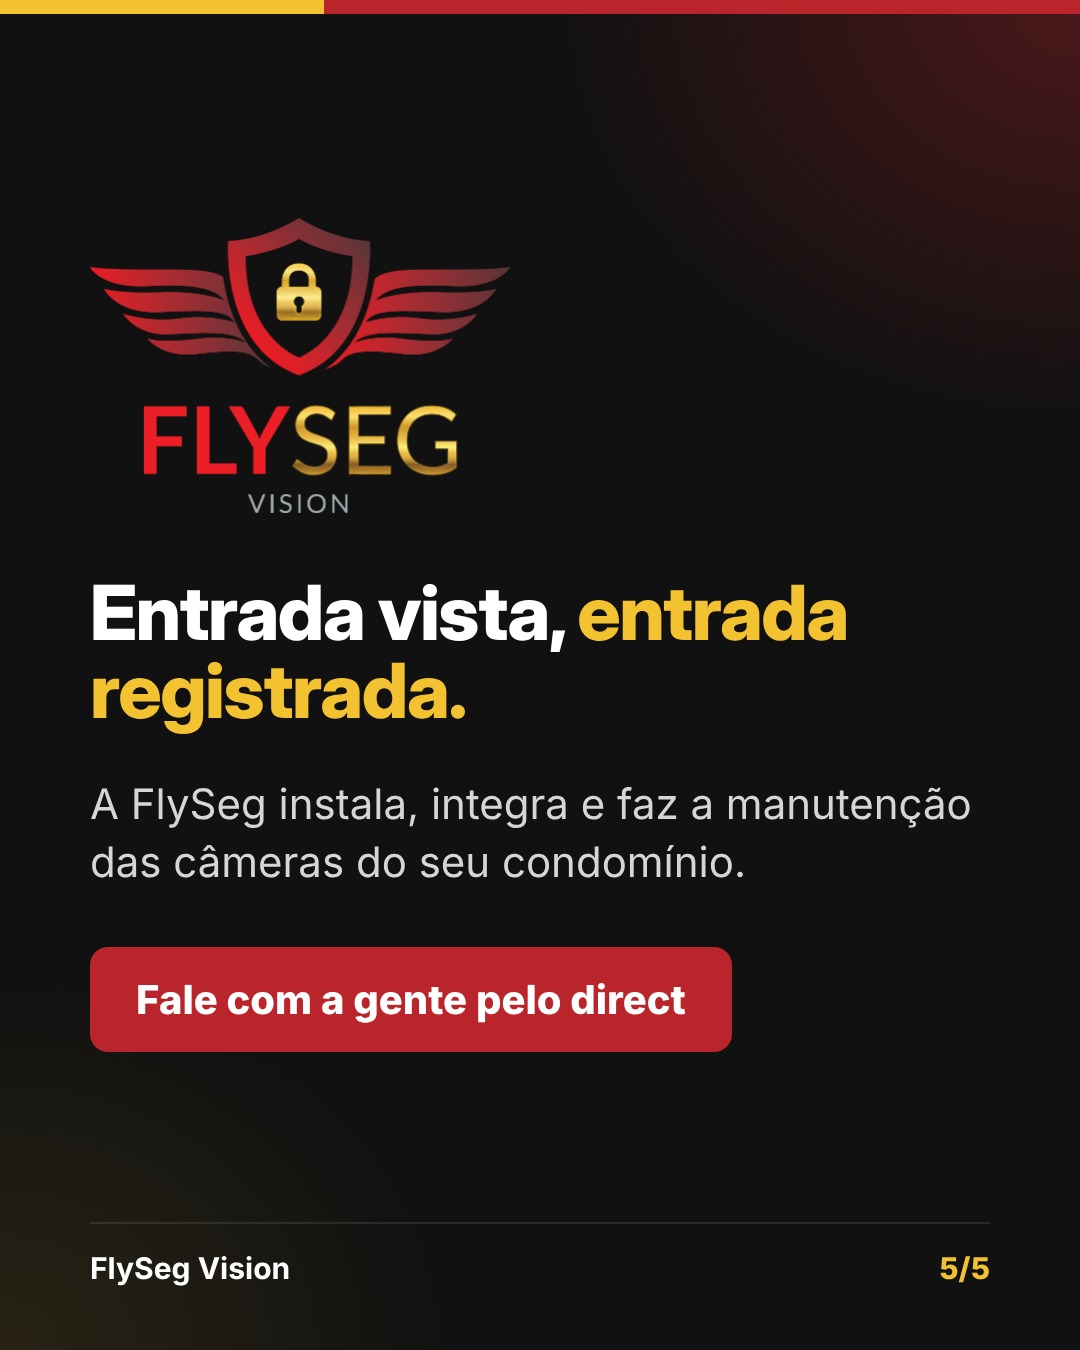 FLYSEG
VISION
Entrada vista, entrada
registrada.
A FlySeg instala, integra e faz a manutenção
das câmeras do seu condomínio.
Fale com a gente pelo direct
FlySeg Vision
5/5